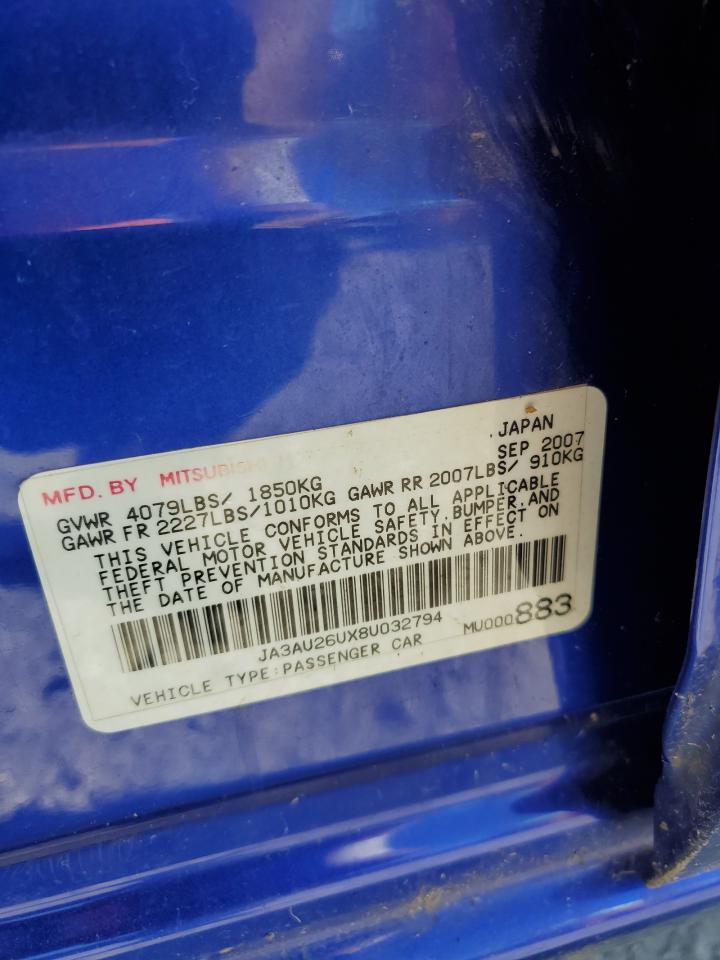 MFD. BY MITSUBISHI
, JAPAN
SEP 2007
GVWR 4079LBS/ 1850KG
GAWR FR 2227LBS/1010KG GAWR RR 2007LBS/ 910KG
THIS VEHICLE CONFORMS TO ALL APPLICABLE
FEDERAL MOTOR VEHICLE SAFETY,BUMPER,AND
THEFT PREVENTION STANDARDS IN EFFECT ON
THE DATE OF MANUFACTURE SHOWN ABOVE.
JA3AU26UX8U032794
MU000883
VEHICLE TYPE:PASSENGER CAR